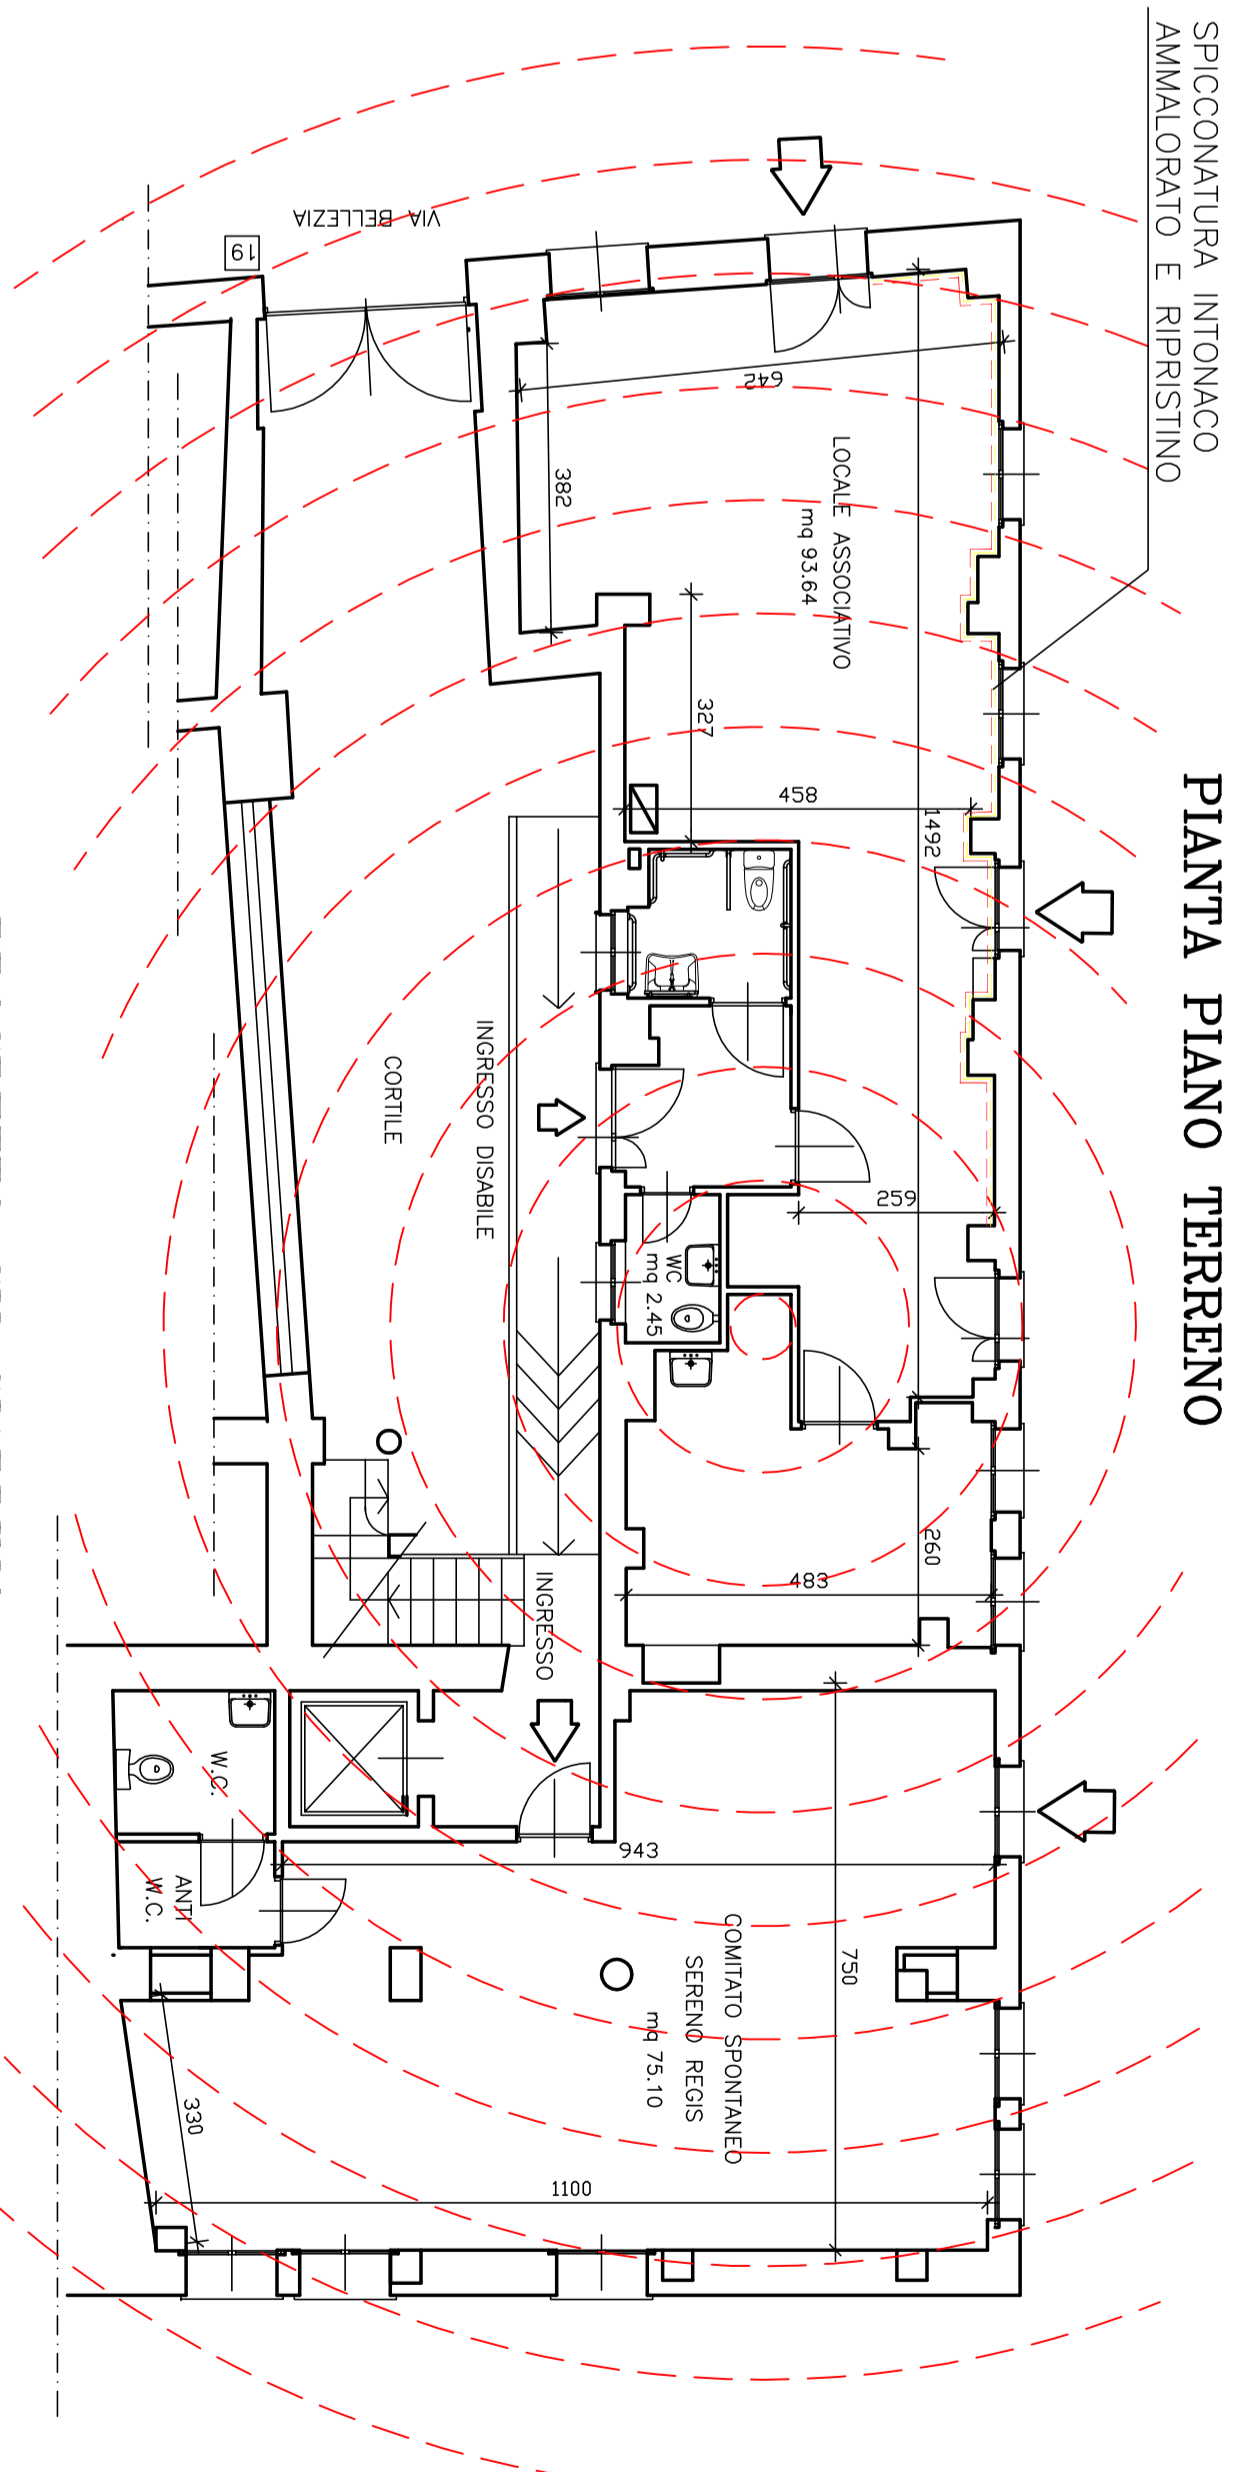 SPICCONATURA INTONACO
AMMALORATO E RIPRISTINO
PIANTA PIANO TERRENO
VIA BELLEZIA
19
642
382
LOCALE ASSOCIATIVO
mq 93.64
327
458
1492
INGRESSO DISABILE
CORTILE
259
WC
mq 2.45
260
483
INGRESSO
W.C.
ANTI
W.C.
943
750
COMITATO SPONTANEO
SERENO REGIS
mq 75.10
330
1100